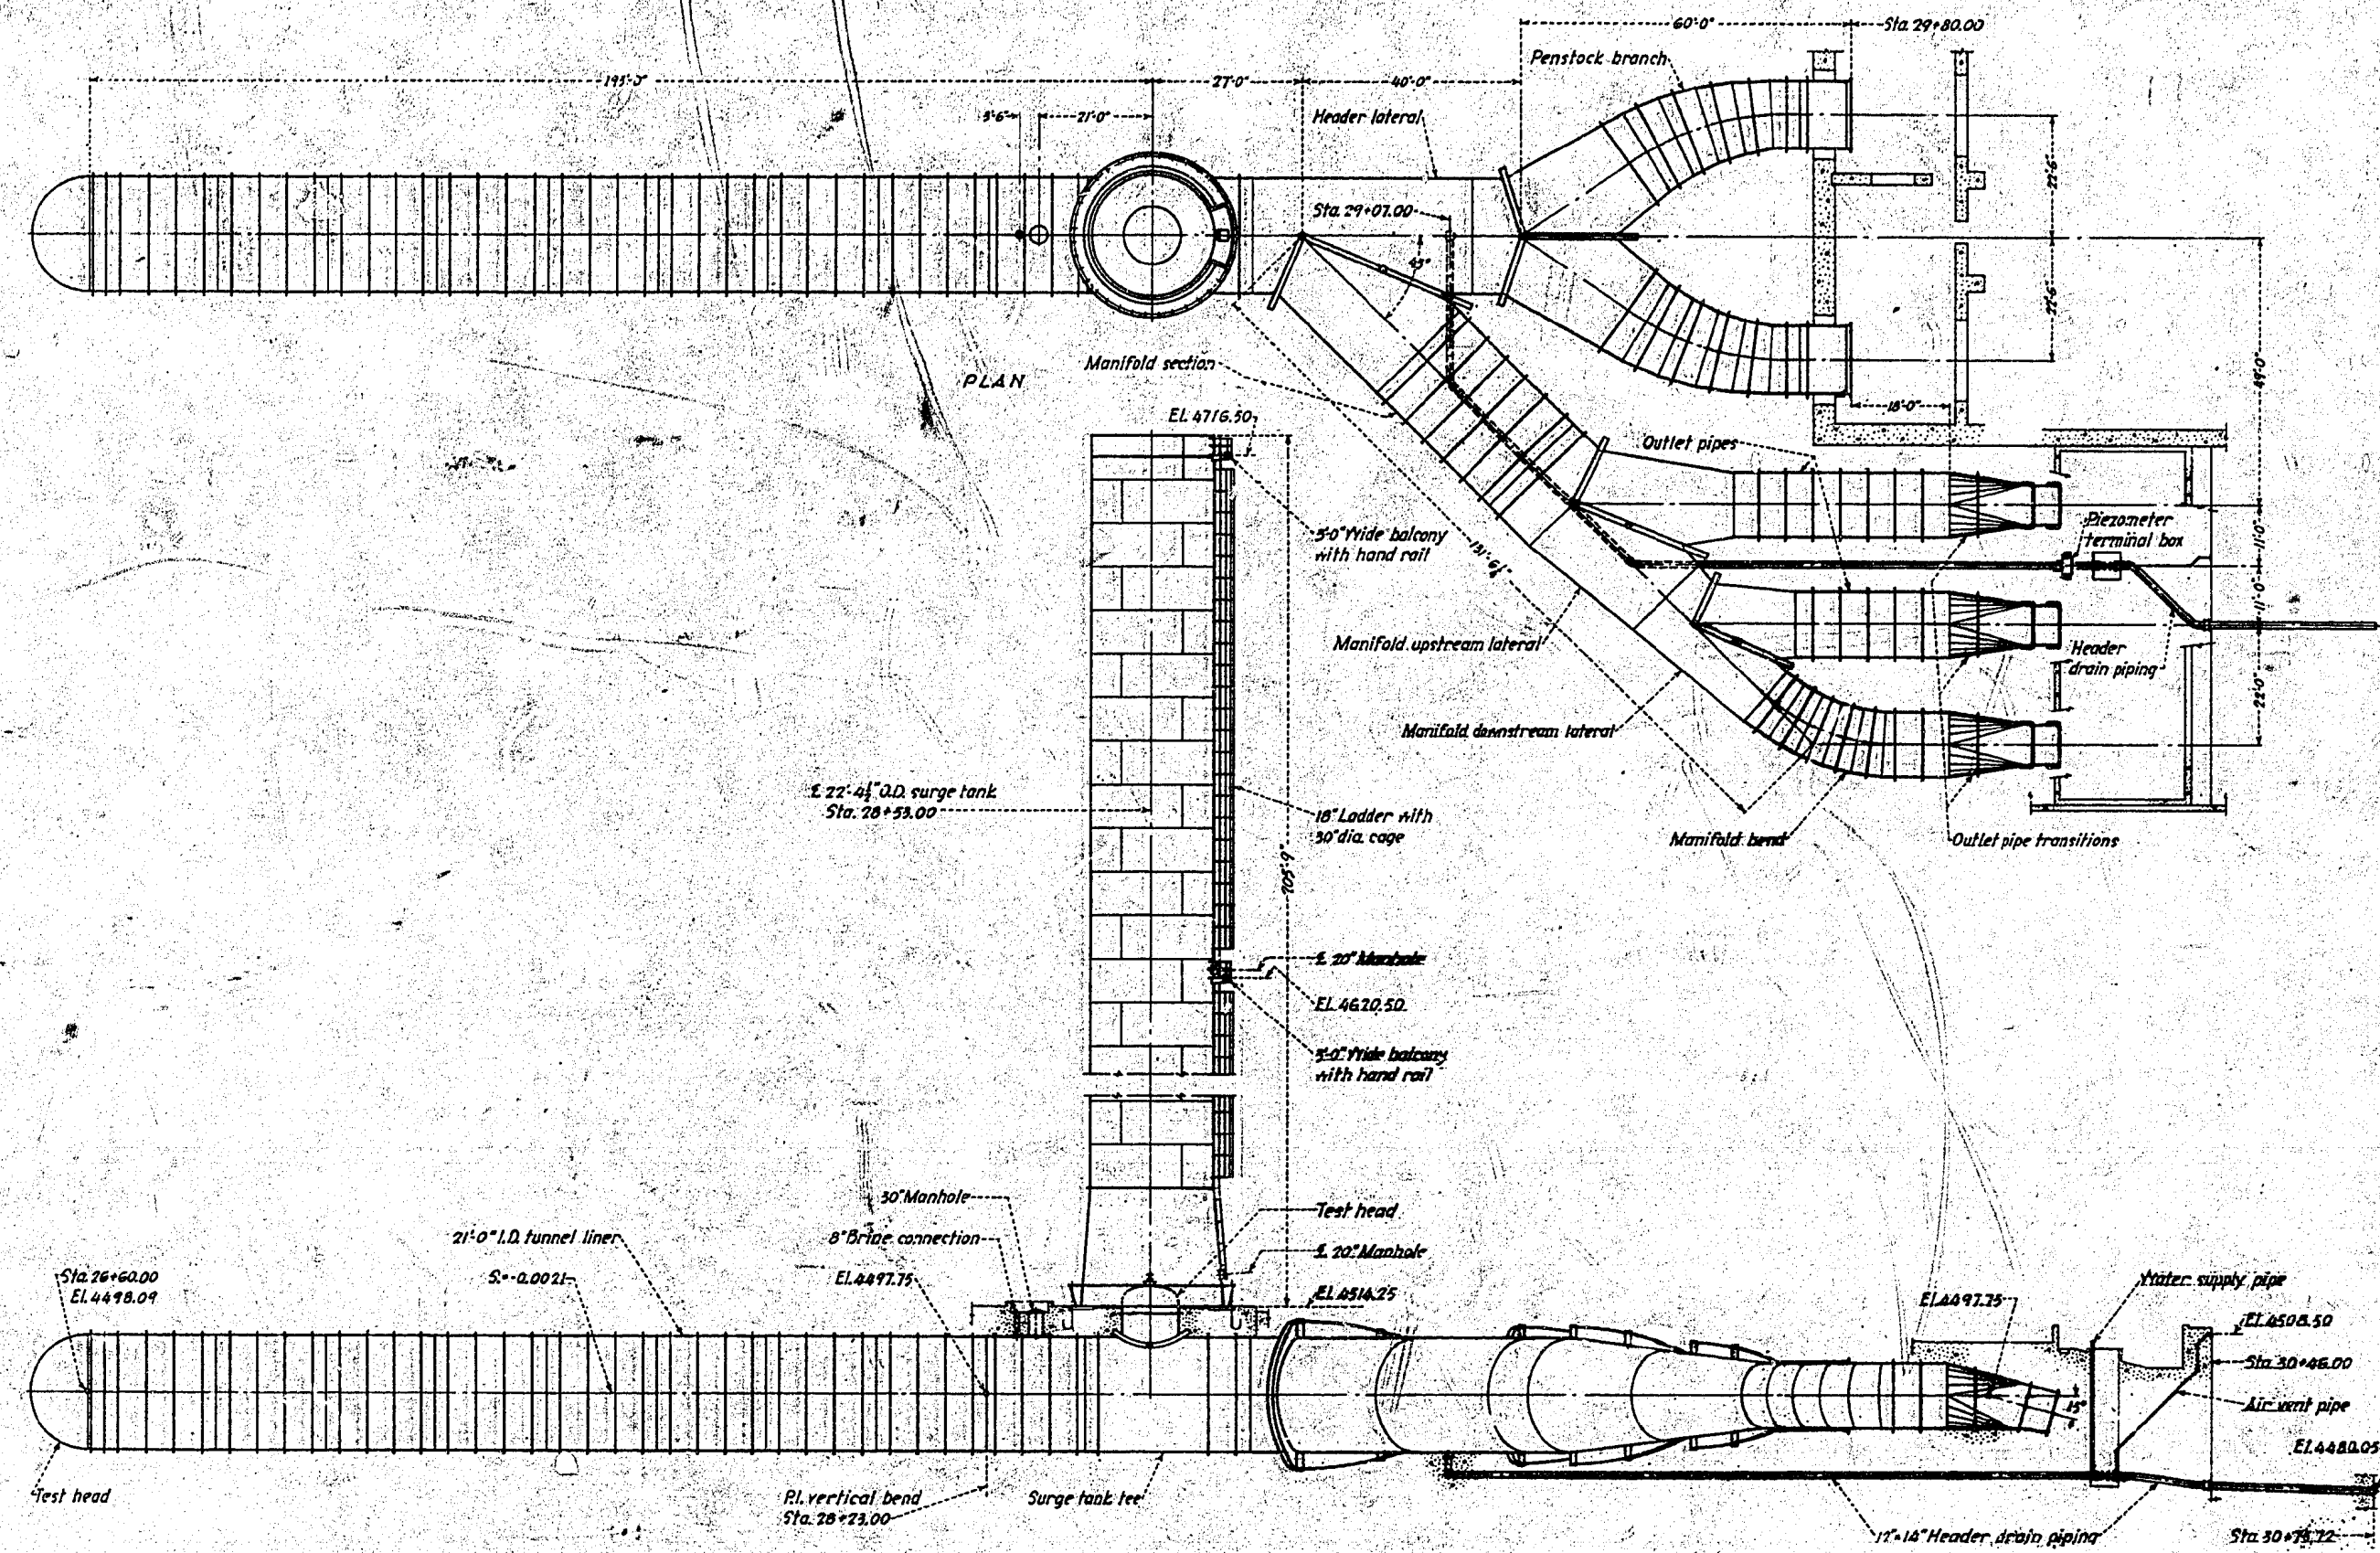 60'-0"
Sta. 29+80.00
Penstock branch
193'-0"
27'-0"
40'-0"
3'-6"
21'-0"
Header lateral
22'-6"
Sta. 29+07.00
45°
22'-6"
PLAN
Manifold section
49'-0"
18'-0"
El. 4716.50
Outlet pipes
5'-0" Wide balcony
with hand rail
Piezometer
terminal box
11'-0"
11'-0"
Manifold upstream lateral
Header
drain piping
22'-0"
Manifold downstream lateral
℄ 22'-4½" O.D. surge tank
Sta. 28+53.00
18" Ladder with
30" dia. cage
Manifold bend
Outlet pipe transitions
205'-9"
℄ 20" Manhole
El. 4620.50
5'-0" Wide balcony
with hand rail
30" Manhole
Test head
21'-0" I.D. tunnel liner
8" Brine connection
℄ 20" Manhole
Sta. 26+60.00
El. 4498.09
S=-0.0021
El. 4497.75
El. 4514.25
Water supply pipe
El. 4497.75
El. 4508.50
Sta. 30+46.00
15°
Air vent pipe
El. 4480.05
Test head
P.I. vertical bend
Sta. 28+23.00
Surge tank tee
12"-14" Header drain piping